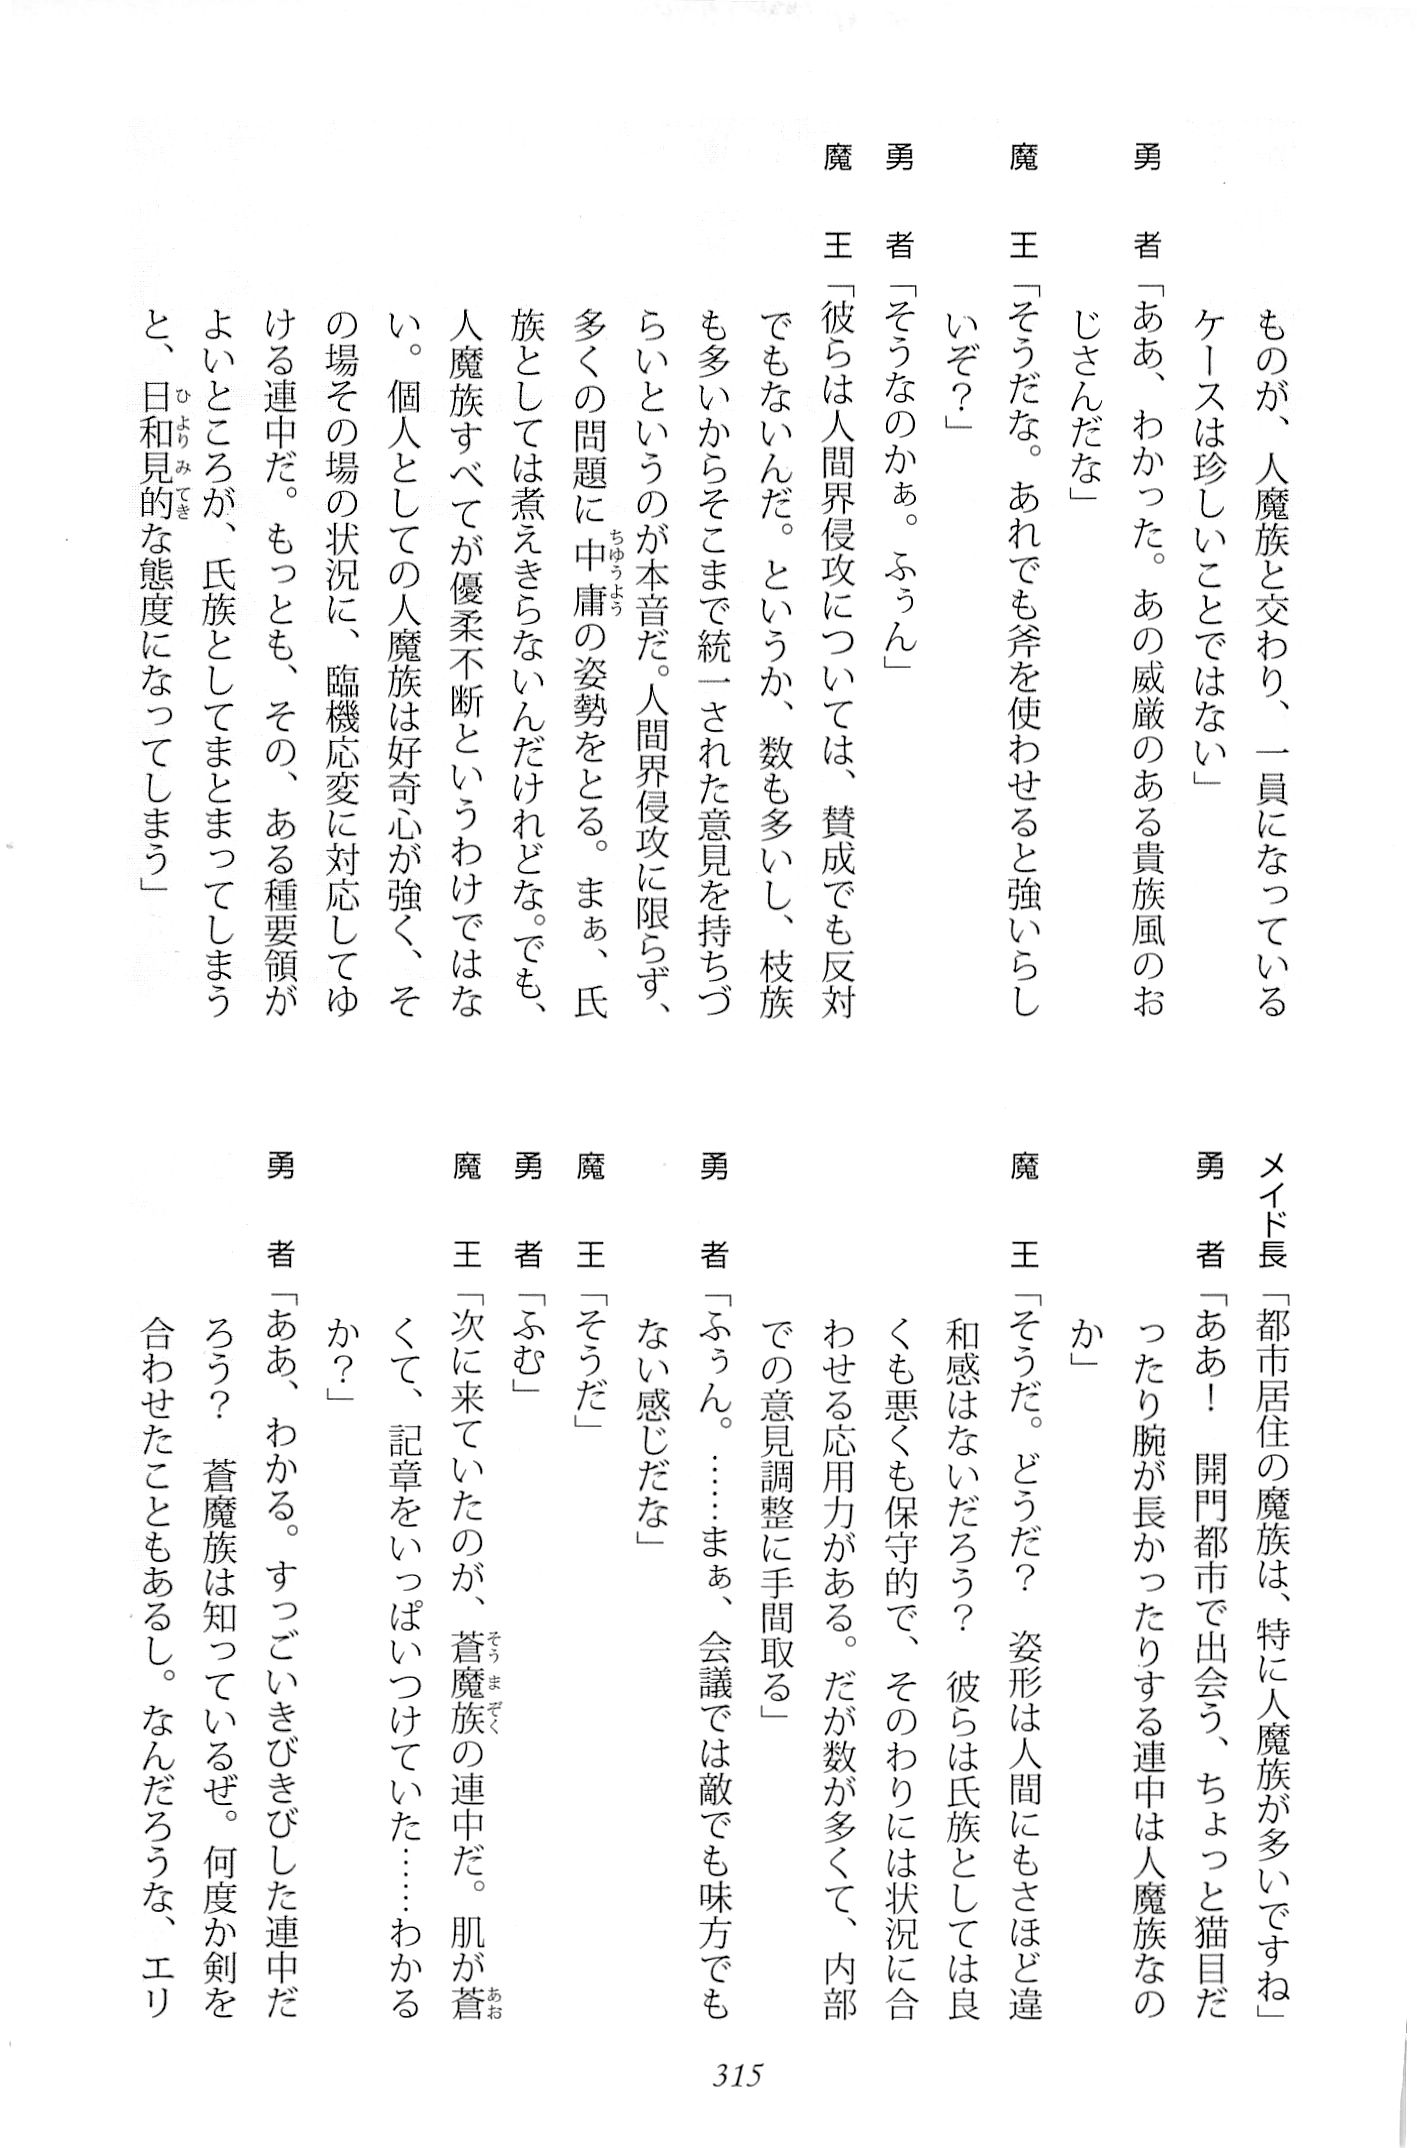 ものが、人魔族と交わり、一員になっている
ケースは珍しいことではない」
勇者「ああ、わかった。あの威厳のある貴族風のお
じさんだな」
魔王「そうだな。あれでも斧を使わせると強いらし
いぞ？」
勇者「そうなのかぁ。ふぅん」
魔王「彼らは人間界侵攻については、賛成でも反対
でもないんだ。というか、数も多いし、枝族
も多いからそこまで統一された意見を持ちづ
らいというのが本音だ。人間界侵攻に限らず、
多くの問題に中庸の姿勢をとる。まぁ、氏
族としては煮えきらないんだけれどな。でも、
人魔族すべてが優柔不断というわけではな
い。個人としての人魔族は好奇心が強く、そ
の場その場の状況に、臨機応変に対応してゆ
ける連中だ。もっとも、その、ある種要領が
よいところが、氏族としてまとまってしまう
と、日和見的な態度になってしまう」
メイド長「都市居住の魔族は、特に人魔族が多いですね」
勇者「ああ！　開門都市で出会う、ちょっと猫目だ
ったり腕が長かったりする連中は人魔族なの
か」
魔王「そうだ。どうだ？　姿形は人間にもさほど違
和感はないだろう？　彼らは氏族としては良
くも悪くも保守的で、そのわりには状況に合
わせる応用力がある。だが数が多くて、内部
での意見調整に手間取る」
勇者「ふぅん。……まぁ、会議では敵でも味方でも
ない感じだな」
魔王「そうだ」
勇者「ふむ」
魔王「次に来ていたのが、蒼魔族の連中だ。肌が蒼
くて、記章をいっぱいつけていた……わかる
か？」
勇者「ああ、わかる。すっごいきびきびした連中だ
ろう？　蒼魔族は知っているぜ。何度か剣を
合わせたこともあるし。なんだろうな、エリ
315